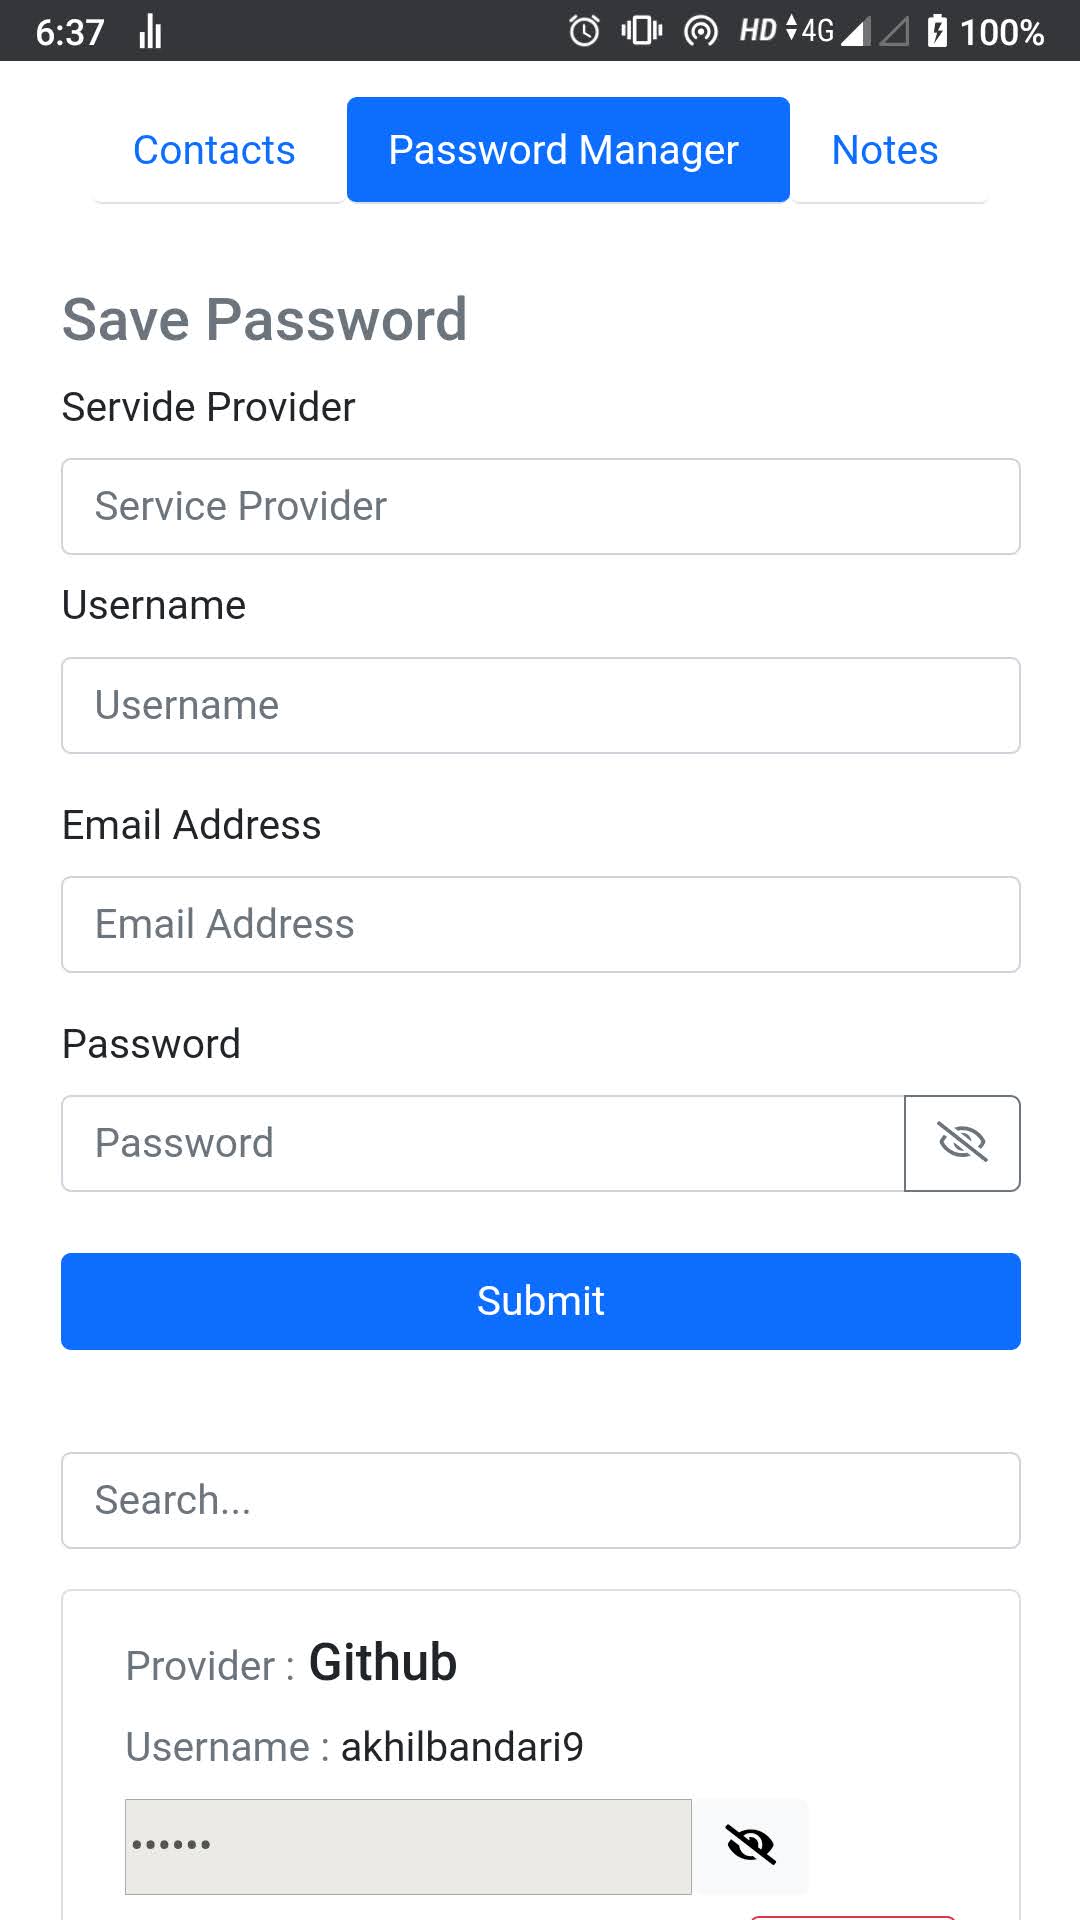 6:37 HD 4G 100%
Contacts Password Manager Notes
Save Password
Servide Provider
Service Provider
Username
Username
Email Address
Email Address
Password
Password
Submit
Search...
Provider : Github
Username : akhilbandari9
••••••